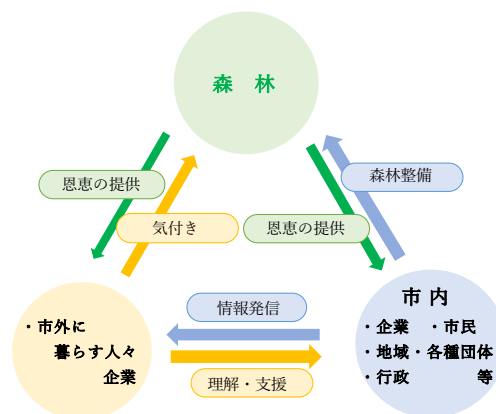 森 林
恩恵の提供
森林整備
気付き
恩恵の提供
情報発信
理解・支援
・市外に
暮らす人々
企業
市 内
・企業 ・市民
・地域・各種団体
・行政 等